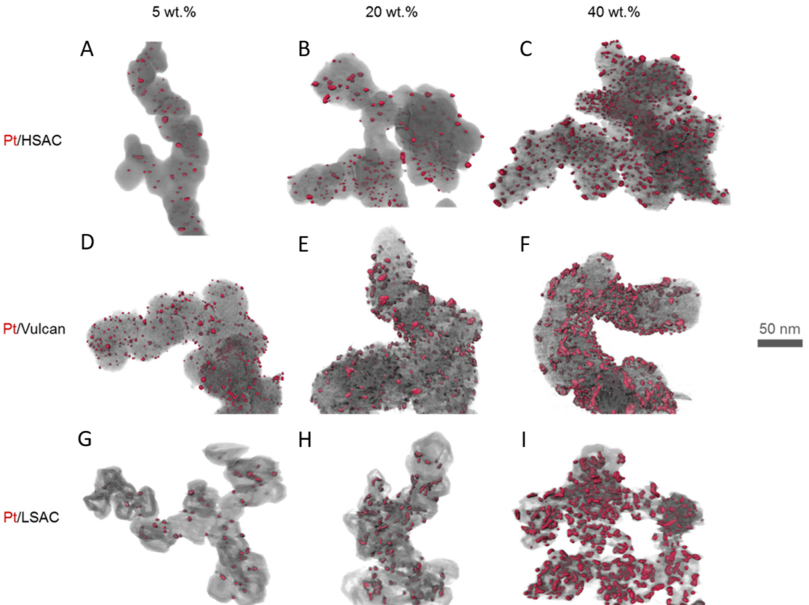 5 wt.% 20 wt.% 40 wt.%
A B C
Pt/HSAC
D E F
Pt/Vulcan
50 nm
G H I
Pt/LSAC